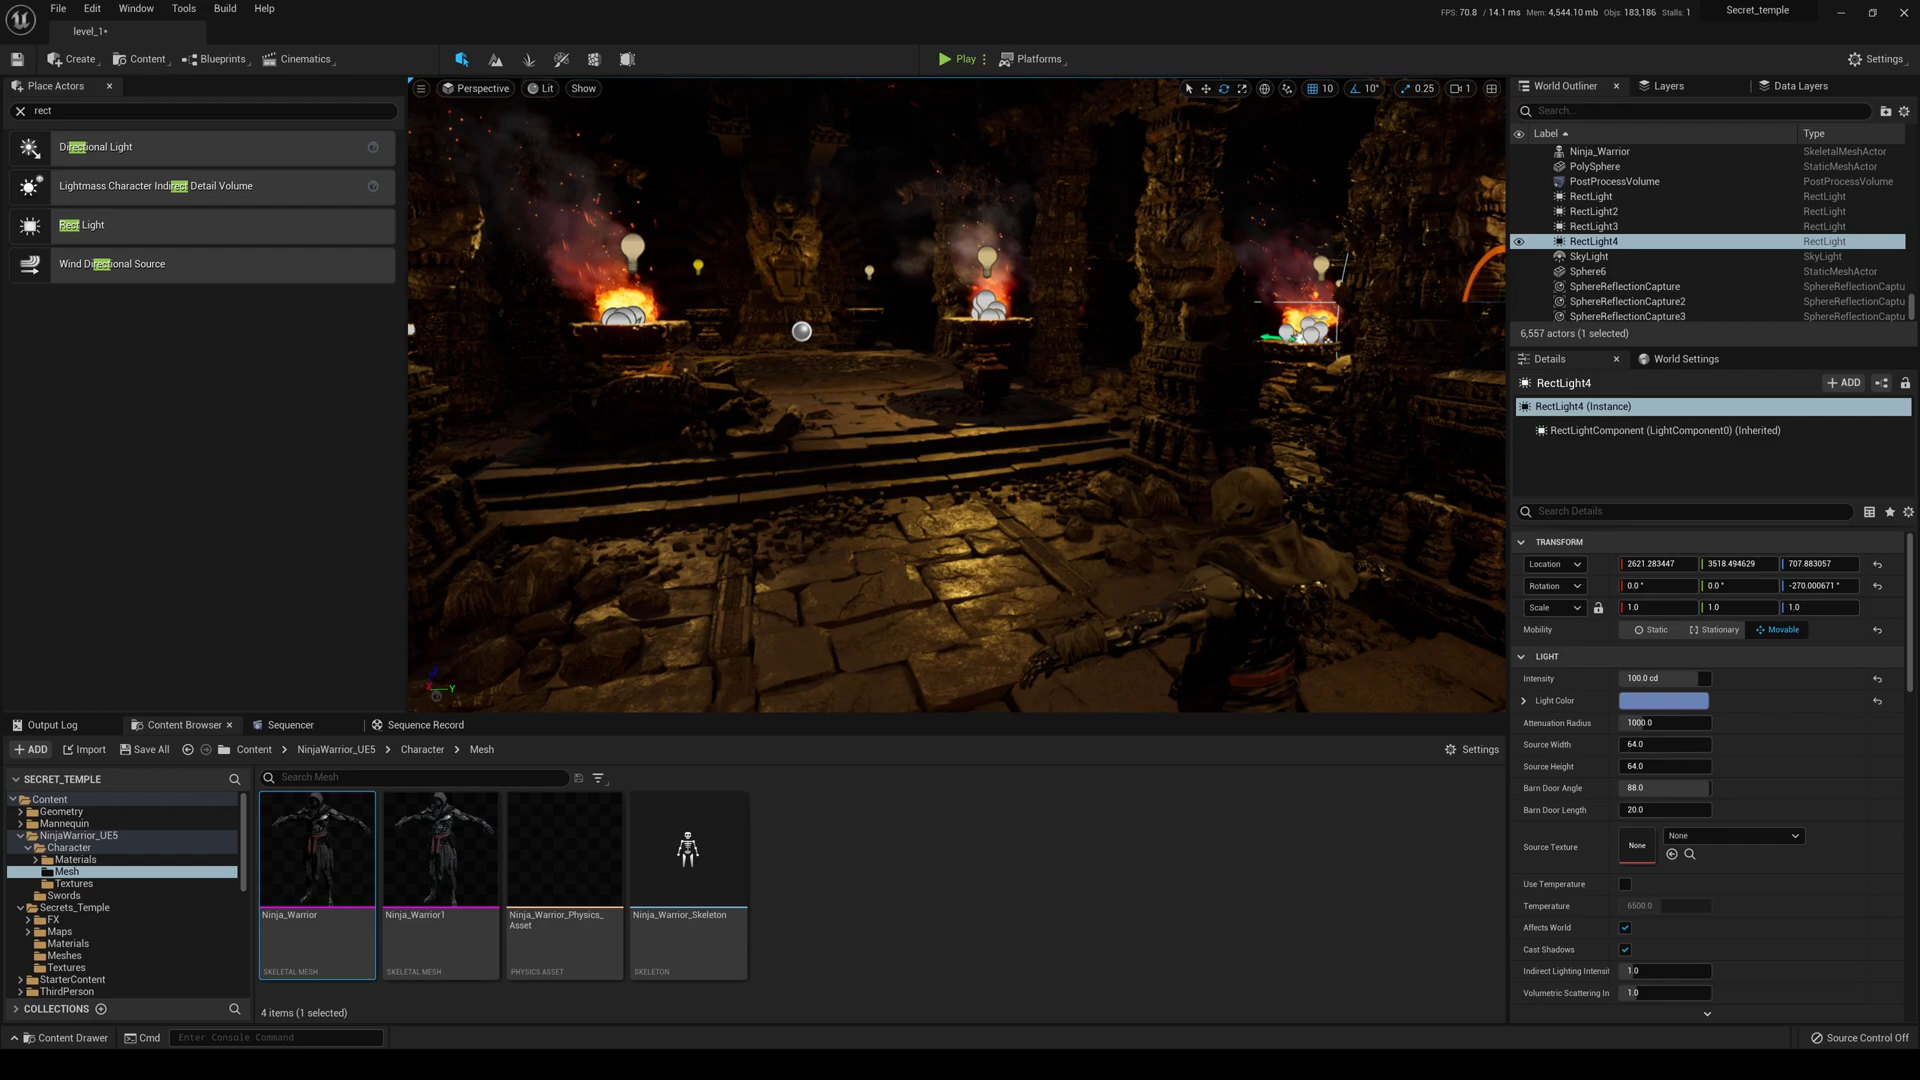 File Edit Window Tools Build Help
FPS: 70.8 / 14.1 ms Mem: 4,544.10 mb Objs: 183,186 Stalls: 1
Secret_temple
level_1*
Create Content Blueprints Cinematics
Play Platforms
Settings
Place Actors
rect
Directional Light
Lightmass Character Indirect Detail Volume
Rect Light
Wind Directional Source
Perspective Lit Show
10 10° 0.25 1
X Y
World Outliner Layers Data Layers
Search...
Label Type
Ninja_Warrior SkeletalMeshActor
PolySphere StaticMeshActor
PostProcessVolume PostProcessVolume
RectLight RectLight
RectLight2 RectLight
RectLight3 RectLight
RectLight4 RectLight
SkyLight SkyLight
Sphere6 StaticMeshActor
SphereReflectionCapture SphereReflectionCaptu
SphereReflectionCapture2 SphereReflectionCaptu
SphereReflectionCapture3 SphereReflectionCaptu
6,557 actors (1 selected)
Details World Settings
RectLight4 ADD
RectLight4 (Instance)
RectLightComponent (LightComponent0) (Inherited)
Search Details
TRANSFORM
Location 2621.283447 3518.494629 707.883057
Rotation 0.0 ° 0.0 ° -270.000671 °
Scale 1.0 1.0 1.0
Mobility Static Stationary Movable
LIGHT
Intensity 100.0 cd
Light Color
Attenuation Radius 1000.0
Source Width 64.0
Source Height 64.0
Barn Door Angle 88.0
Barn Door Length 20.0
Source Texture None None
Use Temperature
Temperature 6500.0
Affects World
Cast Shadows
Indirect Lighting Intensit 1.0
Volumetric Scattering In 1.0
Output Log Content Browser Sequencer Sequence Record
ADD Import Save All Content NinjaWarrior_UE5 Character Mesh
Settings
SECRET_TEMPLE
Search Mesh
Content
Geometry
Mannequin
NinjaWarrior_UE5
Character
Materials
Mesh
Textures
Swords
Secrets_Temple
FX
Maps
Materials
Meshes
Textures
StarterContent
ThirdPerson
COLLECTIONS
Ninja_Warrior
SKELETAL MESH
Ninja_Warrior1
SKELETAL MESH
Ninja_Warrior_Physics_
Asset
PHYSICS ASSET
Ninja_Warrior_Skeleton
SKELETON
4 items (1 selected)
Content Drawer Cmd Enter Console Command
Source Control Off